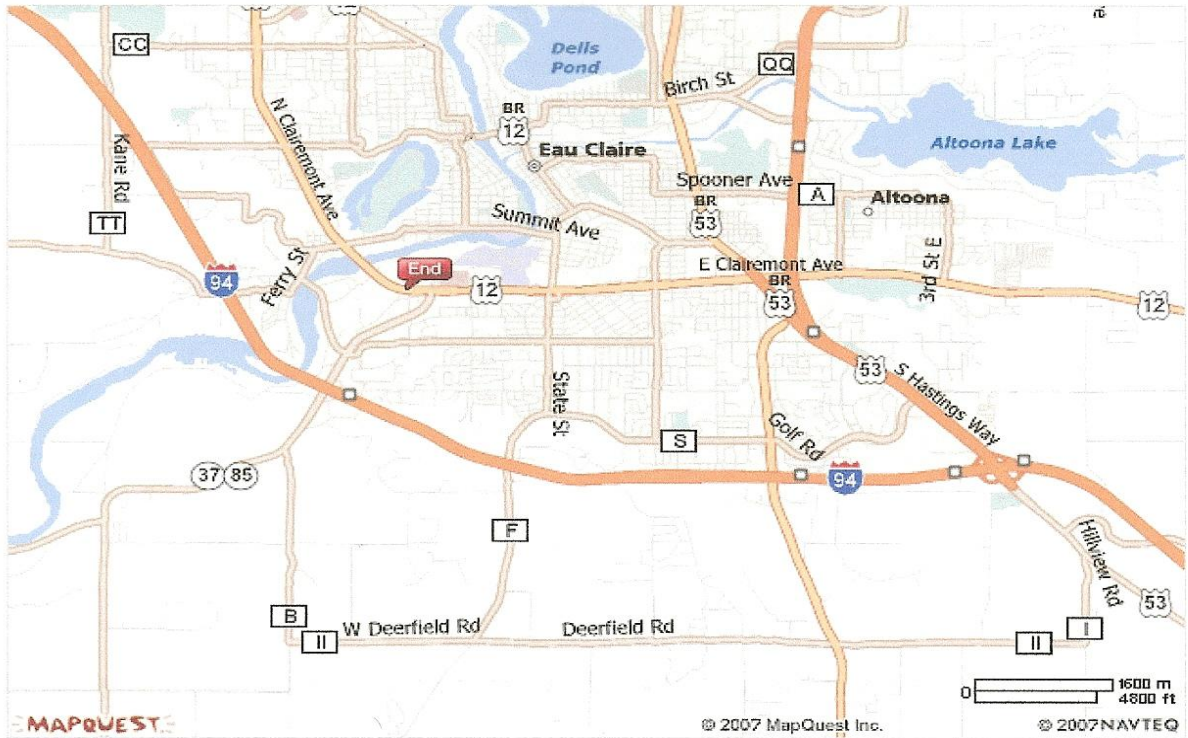 12
CC
Dells
Pond
QQ
Birch St
BR
12
N Clairemont Ave
Kane Rd
Eau Claire
Altoona Lake
Spooner Ave
A
Altoona
BR
53
TT
Summit Ave
Ferry St
94
End
12
E Clairemont Ave
BR
53
3rd St E
12
53
S Hastings Way
State St
Golf Rd
S
37
85
94
F
Hillview Rd
53
B
II
W Deerfield Rd
Deerfield Rd
II
I
0
1600 m
4800 ft
MAPQUEST
© 2007 MapQuest Inc.
© 2007 NAVTEQ